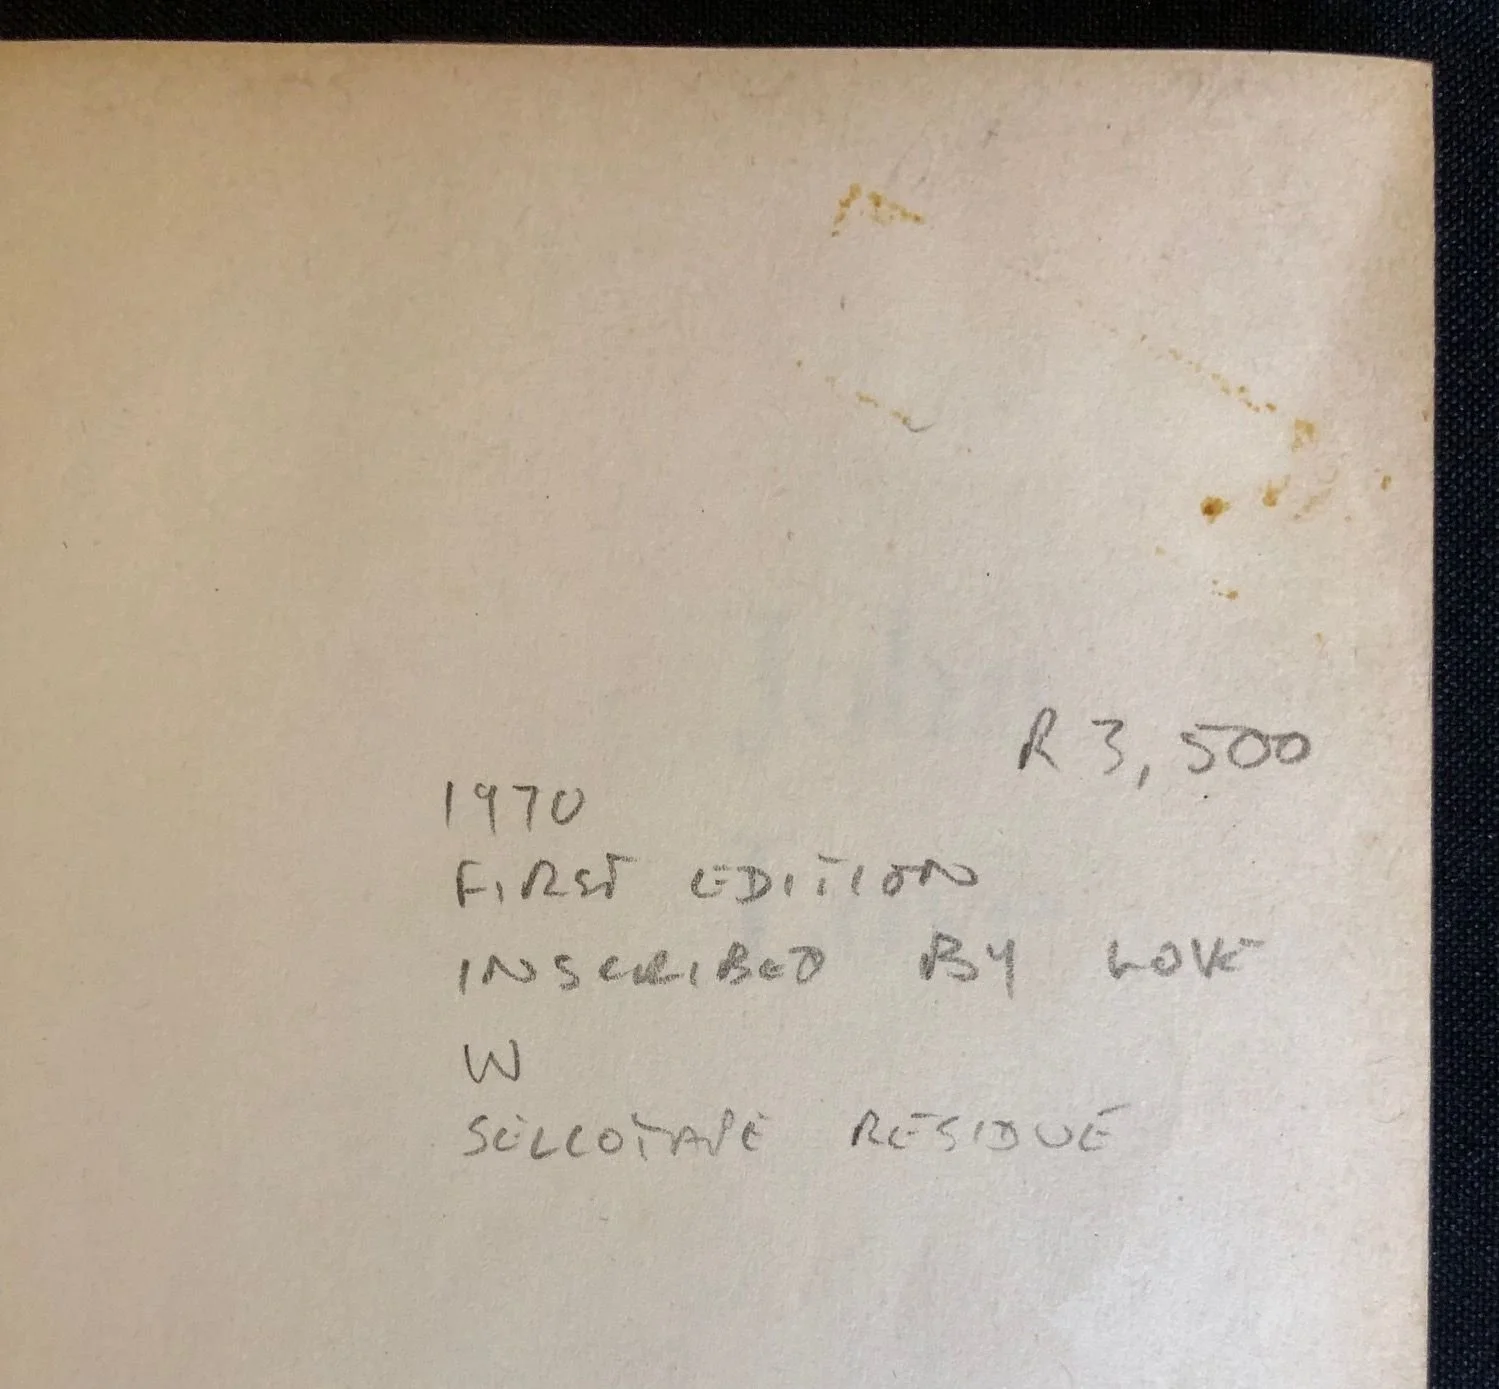 R 3,500
1970
FIRST EDITION
INSCRIBED BY LOVE
W
SELLOTAPE RESIDUE